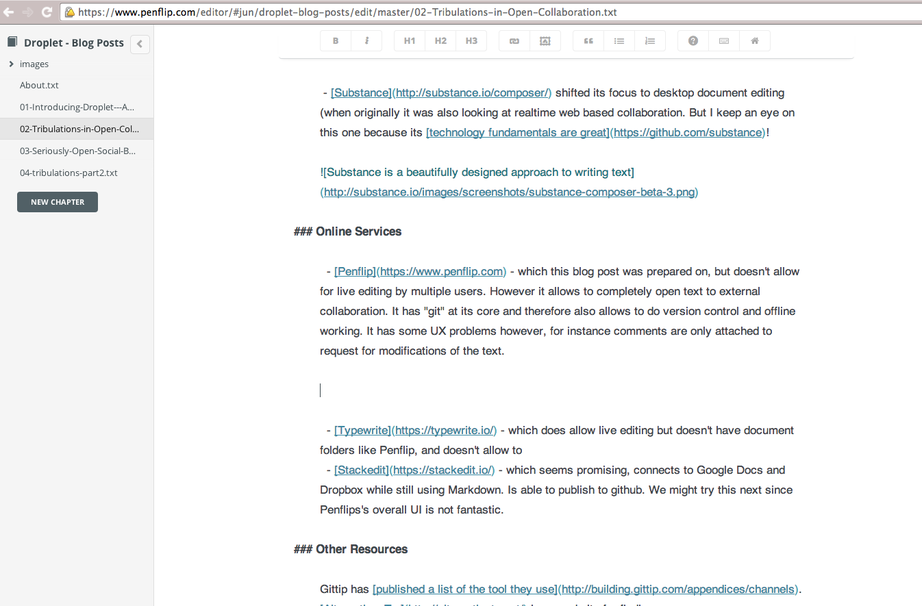 https://www.penflip.com/editor/#jun/droplet-blog-posts/edit/master/02-Tribulations-in-Open-Collaboration.txt
Droplet - Blog Posts
images
About.txt
01-Introducing-Droplet---A...
02-Tribulations-in-Open-Col...
03-Seriously-Open-Social-B...
04-tribulations-part2.txt
NEW CHAPTER
B i H1 H2 H3
- [Substance](http://substance.io/composer/) shifted its focus to desktop document editing
(when originally it was also looking at realtime web based collaboration. But I keep an eye on
this one because its [technology fundamentals are great](https://github.com/substance)!
![Substance is a beautifully designed approach to writing text]
(http://substance.io/images/screenshots/substance-composer-beta-3.png)
### Online Services
- [Penflip](https://www.penflip.com) - which this blog post was prepared on, but doesn't allow
for live editing by multiple users. However it allows to completely open text to external
collaboration. It has "git" at its core and therefore also allows to do version control and offline
working. It has some UX problems however, for instance comments are only attached to
request for modifications of the text.
- [Typewrite](https://typewrite.io/) - which does allow live editing but doesn't have document
folders like Penflip, and doesn't allow to
- [Stackedit](https://stackedit.io/) - which seems promising, connects to Google Docs and
Dropbox while still using Markdown. Is able to publish to github. We might try this next since
Penflips's overall UI is not fantastic.
### Other Resources
Gittip has [published a list of the tool they use](http://building.gittip.com/appendices/channels).